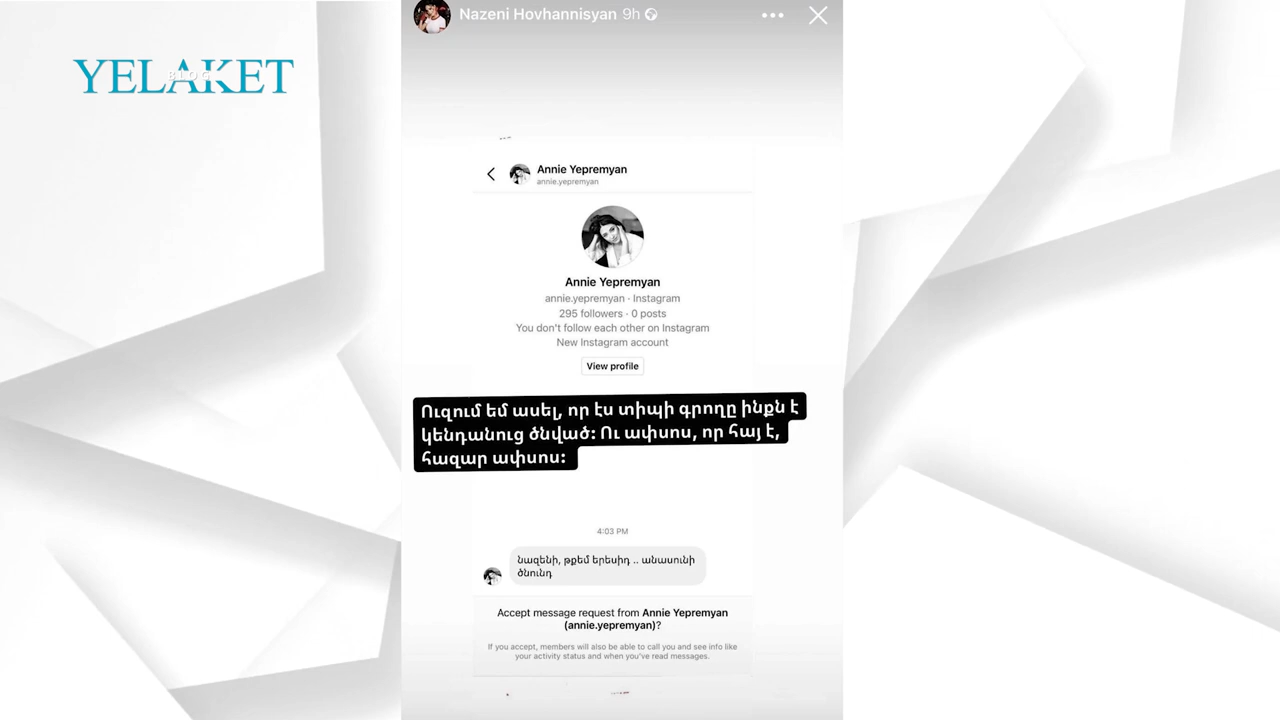 Nazeni Hovhannisyan 9h
YELAKET
BLOG
Annie Yepremyan
annie.yepremyan
Annie Yepremyan
annie.yepremyan · Instagram
295 followers · 0 posts
You don't follow each other on Instagram
New Instagram account
View profile
Ուզում եմ ասել, որ էս տիպի գրողը ինքն է
կենդանուց ծնված: Ու ափսոս, որ հայ է,
հազար ափսոս:
4:03 PM
նազենի, թքեմ երեսիդ .. անասունի
ծնունդ
Accept message request from Annie Yepremyan
(annie.yepremyan)?
If you accept, members will also be able to call you and see info like
your activity status and when you've read messages.